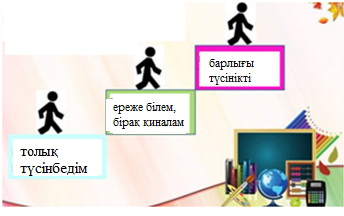 барлығы
түсінікті
ереже білем,
бірақ қиналам
толық
түсінбедім